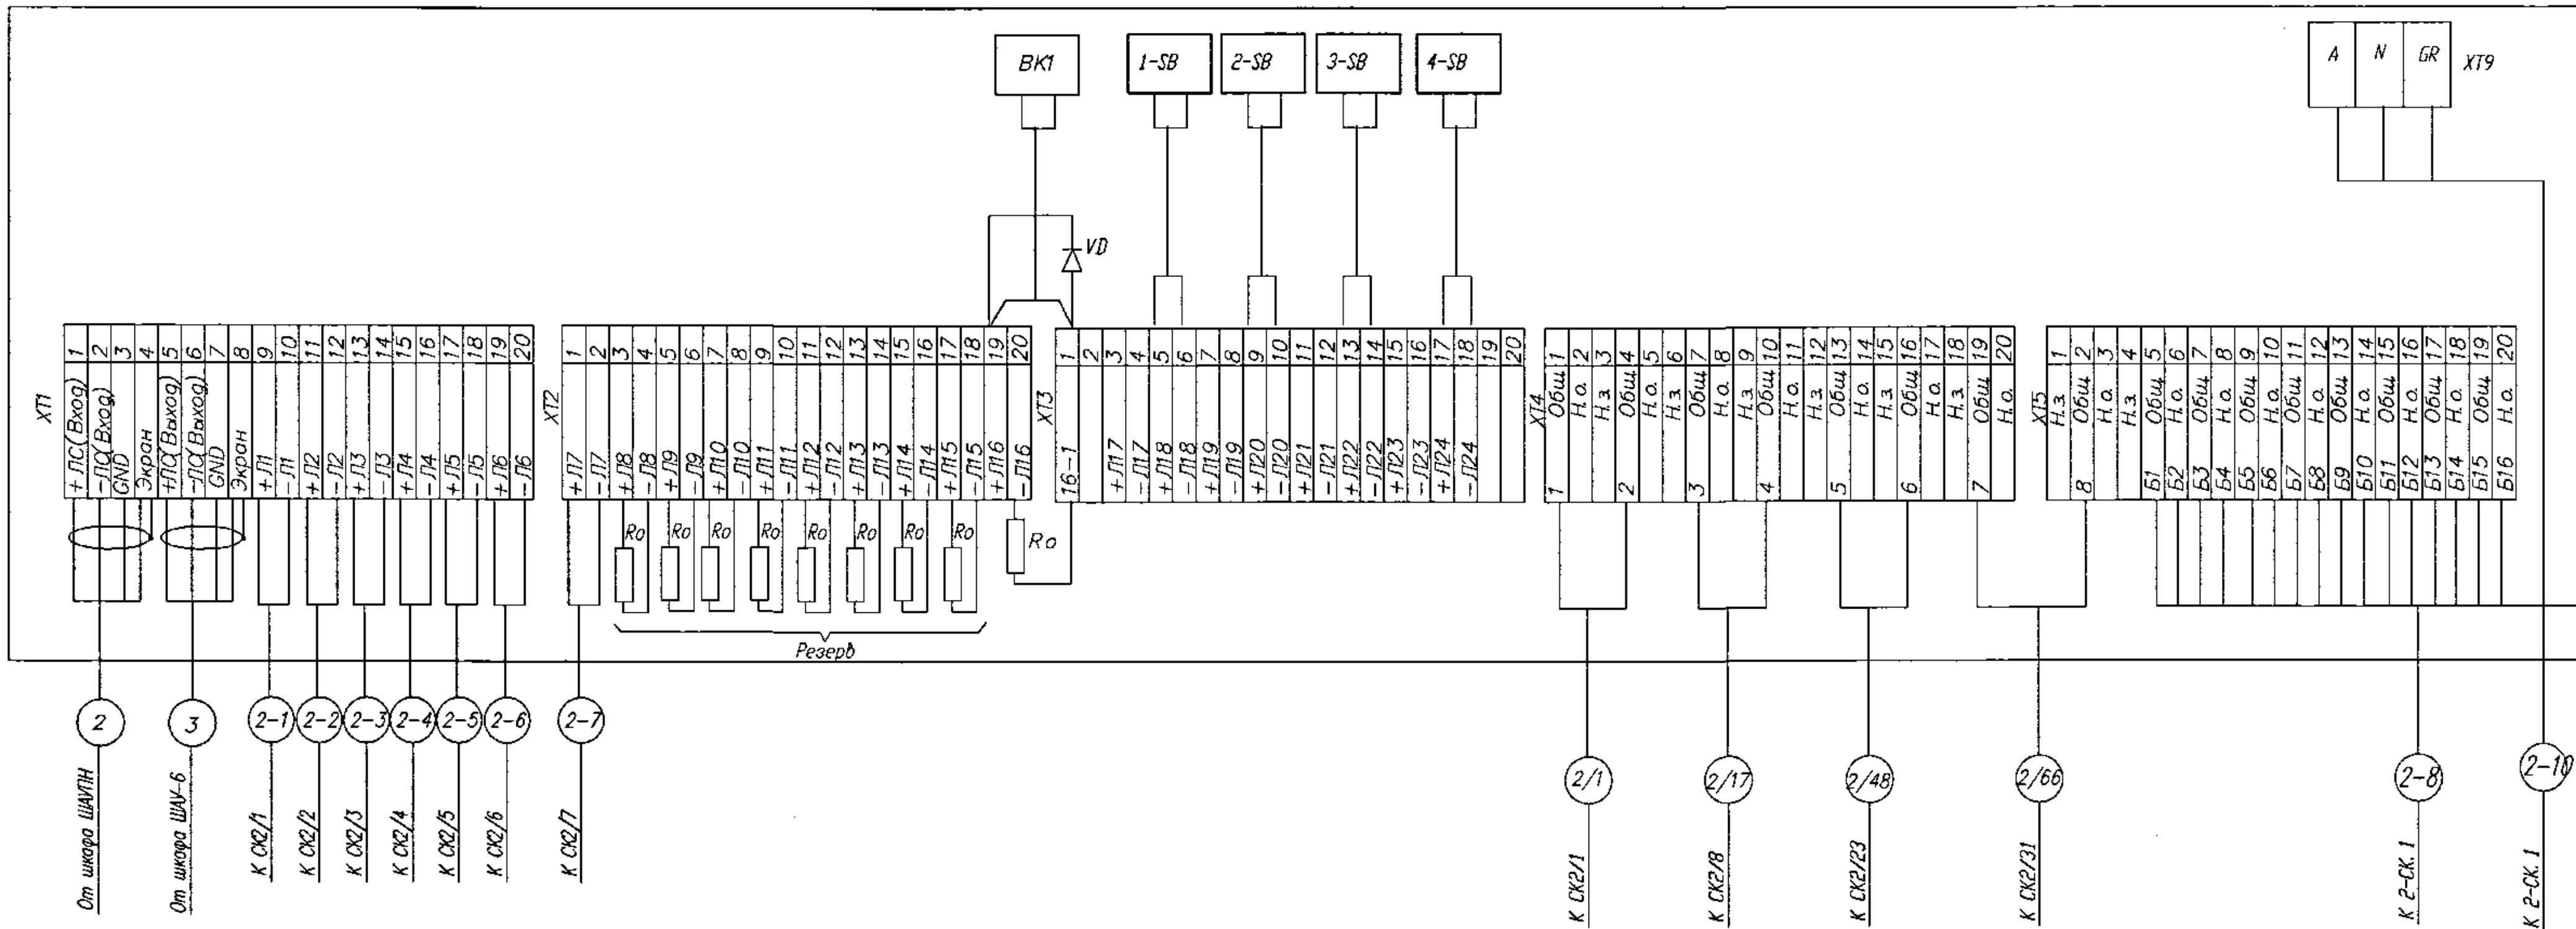 BK1
1-SB
2-SB
3-SB
4-SB
A
N
GR
XT9
VD
XT1
1
2
3
4
5
6
7
8
9
10
11
12
13
14
15
16
17
18
19
20
+ЛС(Вход)
-ЛС(Вход)
GND
Экран
+ЛС(Выход)
-ЛС(Выход)
GND
Экран
+Л1
-Л1
+Л2
-Л2
+Л3
-Л3
+Л4
-Л4
+Л5
-Л5
+Л6
-Л6
XT2
1
2
3
4
5
6
7
8
9
10
11
12
13
14
15
16
17
18
19
20
+Л7
-Л7
+Л8
-Л8
+Л9
-Л9
+Л10
-Л10
+Л11
-Л11
+Л12
-Л12
+Л13
-Л13
+Л14
-Л14
+Л15
-Л15
+Л16
-Л16
XT3
1
2
3
4
5
6
7
8
9
10
11
12
13
14
15
16
17
18
19
20
16-1
+Л17
-Л17
+Л18
-Л18
+Л19
-Л19
+Л20
-Л20
+Л21
-Л21
+Л22
-Л22
+Л23
-Л23
+Л24
-Л24
XT4
1
2
3
4
5
6
7
8
9
10
11
12
13
14
15
16
17
18
19
20
Общ
Н.о.
Н.з
Общ
Н.о.
Н.з
Общ
Н.о.
Н.з
Общ
Н.о.
Н.з
Общ
Н.о.
Н.з
Общ
Н.о.
Н.з
Общ
Н.о.
1
2
3
4
5
6
7
XT5
1
2
3
4
5
6
7
8
9
10
11
12
13
14
15
16
17
18
19
20
Н.з
Общ
Н.о.
Н.з
Общ
Н.о.
Общ
Н.о.
Общ
Н.о.
Общ
Н.о.
Общ
Н.о.
Общ
Н.о.
Общ
Н.о.
Общ
Н.о.
8
Б1
Б2
Б3
Б4
Б5
Б6
Б7
Б8
Б9
Б10
Б11
Б12
Б13
Б14
Б15
Б16
Ro
Ro
Ro
Ro
Ro
Ro
Ro
Ro
Ro
Резерв
2
3
2-1
2-2
2-3
2-4
2-5
2-6
2-7
2/1
2/17
2/48
2/66
2-8
2-10
От шкафа ШАУПН
От шкафа ШАУ-6
К СК2/1
К СК2/2
К СК2/3
К СК2/4
К СК2/5
К СК2/6
К СК2/7
К СК2/1
К СК2/8
К СК2/23
К СК2/31
К 2-СК.1
К 2-СК.1